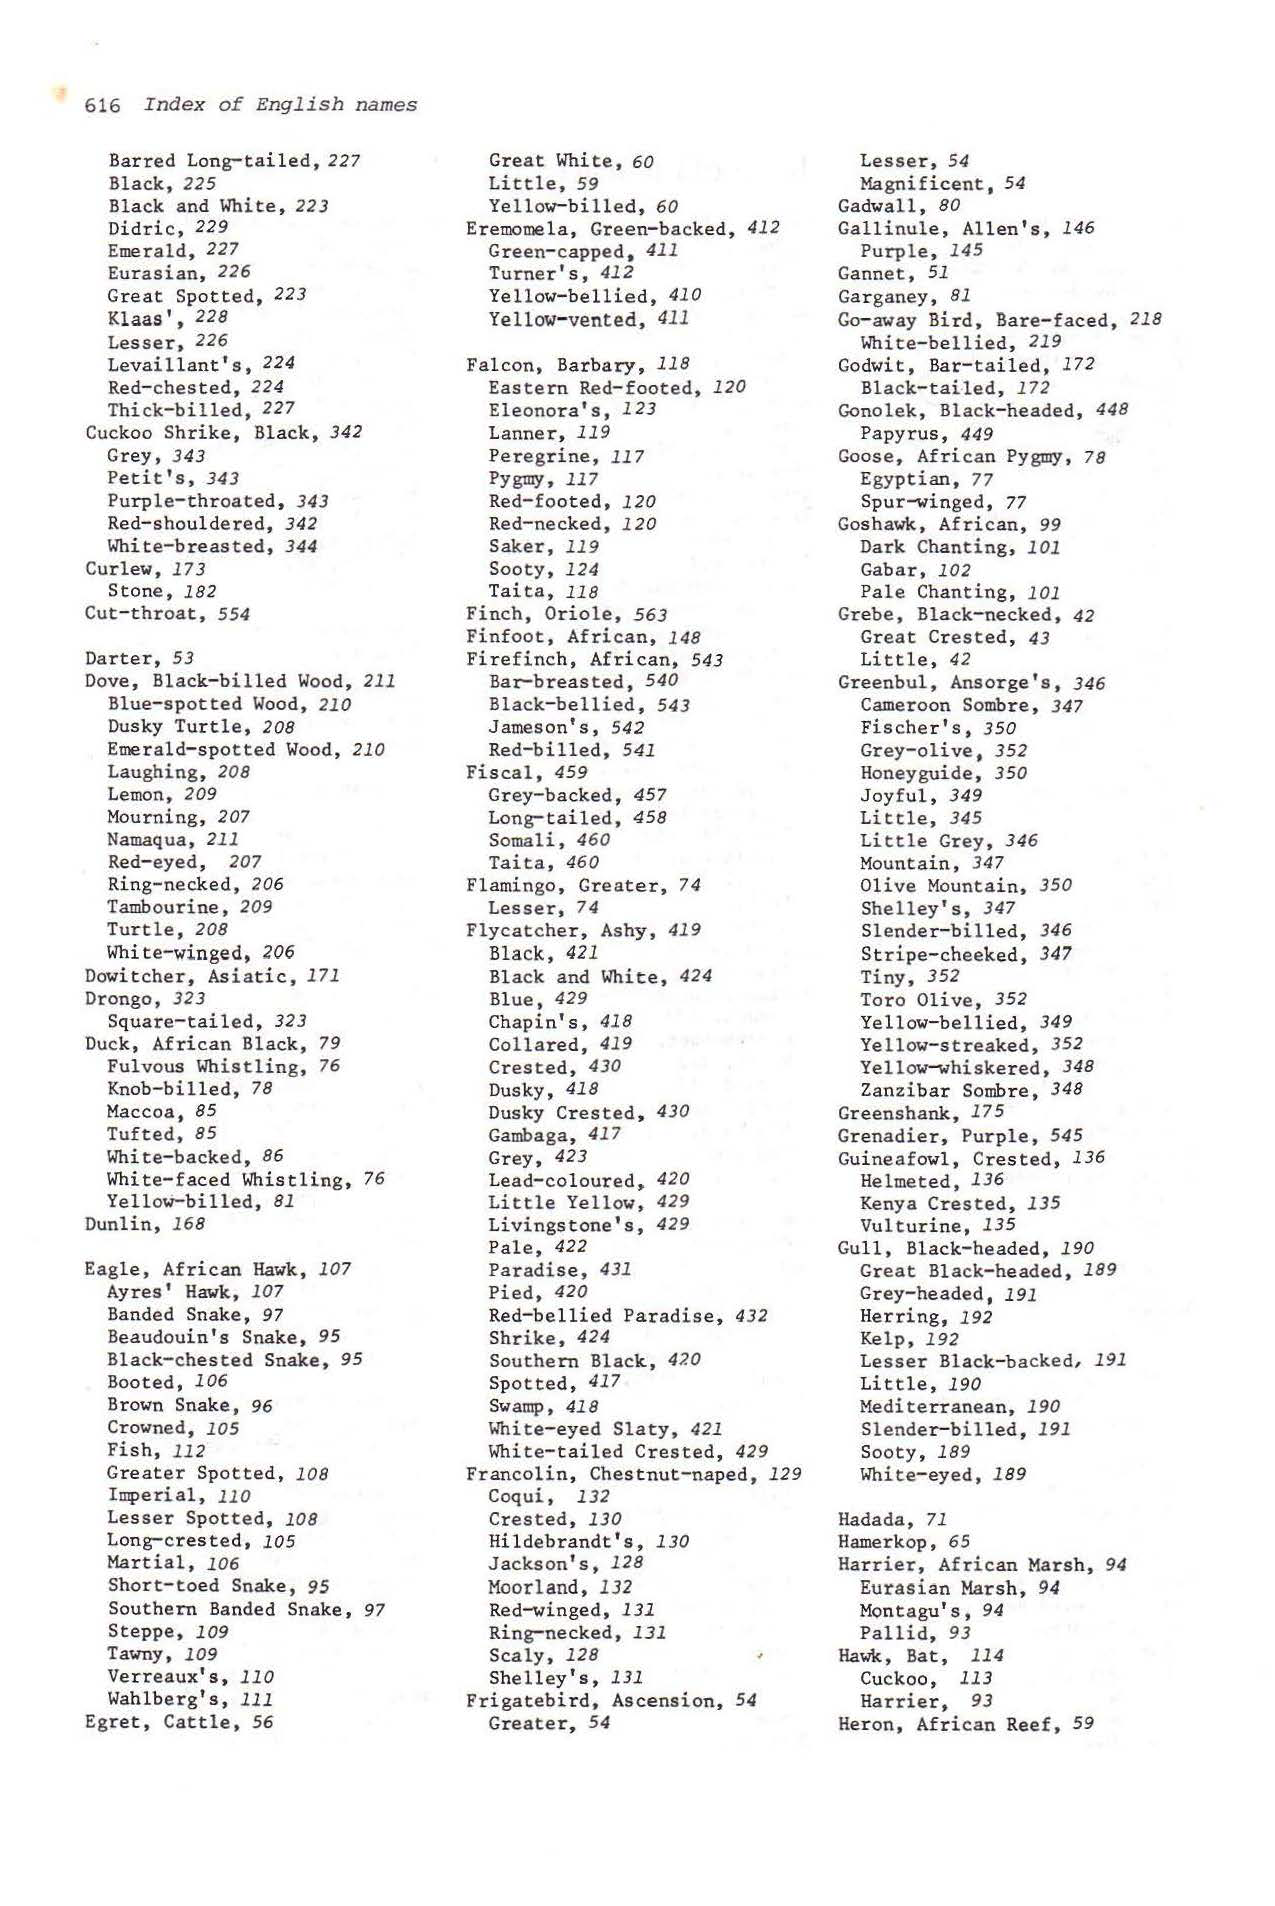 616 Index of English names
Barred Long-tailed, 227
Black, 225
Black and White, 223
Didric, 229
Emerald, 227
Eurasian, 226
Great Spotted, 223
Klaas', 228
Lesser, 226
Levaillant's, 224
Red-chested, 224
Thick-billed, 227
Cuckoo Shrike, Black, 342
Grey, 343
Petit's, 343
Purple-throated, 343
Red-shouldered, 342
White-breasted, 344
Curlew, 173
Stone, 182
Cut-throat, 554
Darter, 53
Dove, Black-billed Wood, 211
Blue-spotted Wood, 210
Dusky Turtle, 208
Emerald-spotted Wood, 210
Laughing, 208
Lemon, 209
Mourning, 207
Namaqua, 211
Red-eyed, 207
Ring-necked, 206
Tambourine, 209
Turtle, 208
White-winged, 206
Dowitcher, Asiatic, 171
Drongo, 323
Square-tailed, 323
Duck, African Black, 79
Fulvous Whistling, 76
Knob-billed, 78
Maccoa, 85
Tufted, 85
White-backed, 86
White-faced Whistling, 76
Yellow-billed, 81
Dunlin, 168
Eagle, African Hawk, 107
Ayres' Hawk, 107
Banded Snake, 97
Beaudouin's Snake, 95
Black-chested Snake, 95
Booted, 106
Brown Snake, 96
Crowned, 105
Fish, 112
Greater Spotted, 108
Imperial, 110
Lesser Spotted, 108
Long-crested, 105
Martial, 106
Short-toed Snake, 95
Southern Banded Snake, 97
Steppe, 109
Tawny, 109
Verreaux's, 110
Wahlberg's, 111
Egret, Cattle, 56
Great White, 60
Little, 59
Yellow-billed, 60
Eremomela, Green-backed, 412
Green-capped, 411
Turner's, 412
Yellow-bellied, 410
Yellow-vented, 411
Falcon, Barbary, 118
Eastern Red-footed, 120
Eleonora's, 123
Lanner, 119
Peregrine, 117
Pygmy, 117
Red-footed, 120
Red-necked, 120
Saker, 119
Sooty, 124
Taita, 118
Finch, Oriole, 563
Finfoot, African, 148
Firefinch, African, 543
Bar-breasted, 540
Black-bellied, 543
Jameson's, 542
Red-billed, 541
Fiscal, 459
Grey-backed, 457
Long-tailed, 458
Somali, 460
Taita, 460
Flamingo, Greater, 74
Lesser, 74
Flycatcher, Ashy, 419
Black, 421
Black and White, 424
Blue, 429
Chapin's, 418
Collared, 419
Crested, 430
Dusky, 418
Dusky Crested, 430
Gambaga, 417
Grey, 423
Lead-coloured, 420
Little Yellow, 429
Livingstone's, 429
Pale, 422
Paradise, 431
Pied, 420
Red-bellied Paradise, 432
Shrike, 424
Southern Black, 420
Spotted, 417
Swamp, 418
White-eyed Slaty, 421
White-tailed Crested, 429
Francolin, Chestnut-naped, 129
Coqui, 132
Crested, 130
Hildebrandt's, 130
Jackson's, 128
Moorland, 132
Red-winged, 131
Ring-necked, 131
Scaly, 128
Shelley's, 131
Frigatebird, Ascension, 54
Greater, 54
Lesser, 54
Magnificent, 54
Gadwall, 80
Gallinule, Allen's, 146
Purple, 145
Gannet, 51
Garganey, 81
Go-away Bird, Bare-faced, 218
White-bellied, 219
Godwit, Bar-tailed, 172
Black-tailed, 172
Gonolek, Black-headed, 448
Papyrus, 449
Goose, African Pygmy, 78
Egyptian, 77
Spur-winged, 77
Goshawk, African, 99
Dark Chanting, 101
Gabar, 102
Pale Chanting, 101
Grebe, Black-necked, 42
Great Crested, 43
Little, 42
Greenbul, Ansorge's, 346
Cameroon Sombre, 347
Fischer's, 350
Grey-olive, 352
Honeyguide, 350
Joyful, 349
Little, 345
Little Grey, 346
Mountain, 347
Olive Mountain, 350
Shelley's, 347
Slender-billed, 346
Stripe-cheeked, 347
Tiny, 352
Toro Olive, 352
Yellow-bellied, 349
Yellow-streaked, 352
Yellow-whiskered, 348
Zanzibar Sombre, 348
Greenshank, 175
Grenadier, Purple, 545
Guineafowl, Crested, 136
Helmeted, 136
Kenya Crested, 135
Vulturine, 135
Gull, Black-headed, 190
Great Black-headed, 189
Grey-headed, 191
Herring, 192
Kelp, 192
Lesser Black-backed, 191
Little, 190
Mediterranean, 190
Slender-billed, 191
Sooty, 189
White-eyed, 189
Hadada, 71
Hamerkop, 65
Harrier, African Marsh, 94
Eurasian Marsh, 94
Montagu's, 94
Pallid, 93
Hawk, Bat, 114
Cuckoo, 113
Harrier, 93
Heron, African Reef, 59